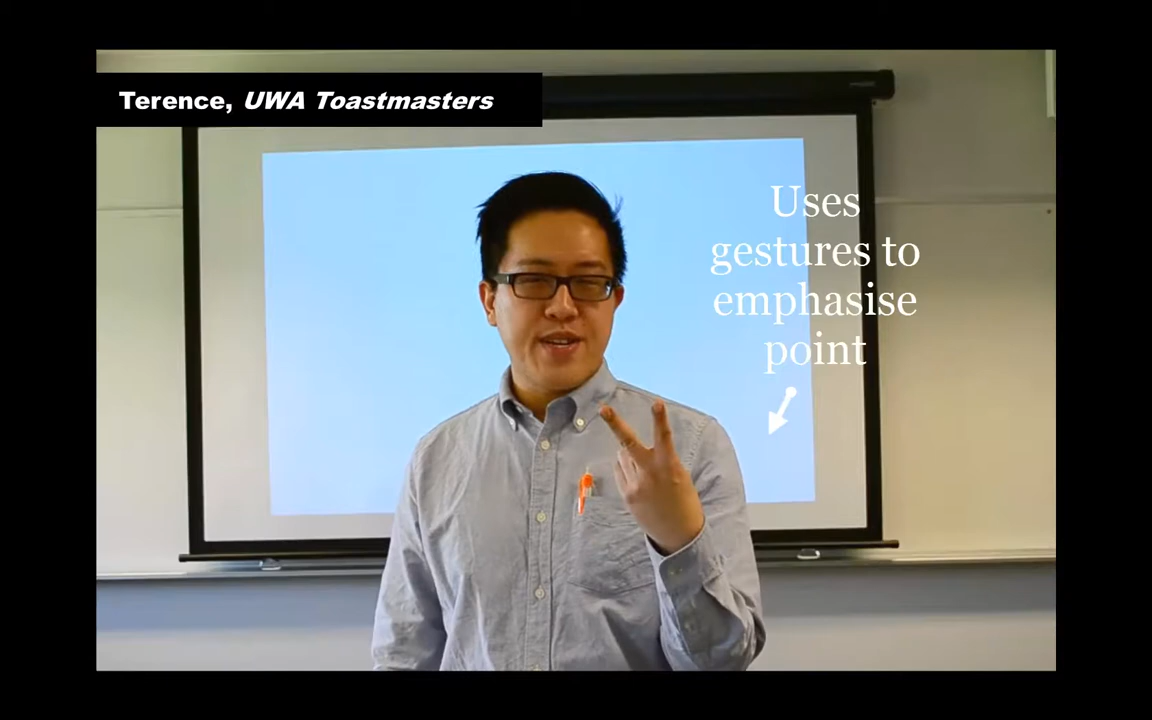 Terence, UWA Toastmasters
Uses
gestures to
emphasise
point